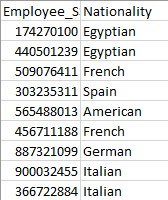 Employee_S Nationality
174270100 Egyptian
440501239 Egyptian
509076411 French
303235311 Spain
565488013 American
456711188 French
887321099 German
900032455 Italian
366722884 Italian